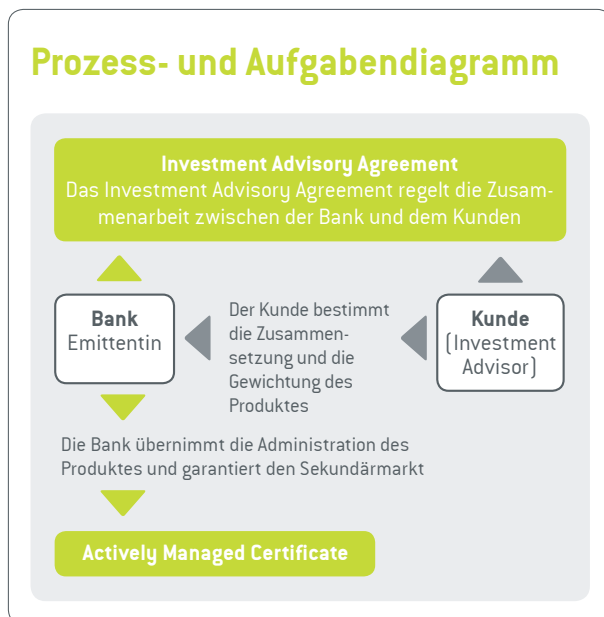 Prozess- und Aufgabendiagramm
Investment Advisory Agreement
Das Investment Advisory Agreement regelt die Zusam-
menarbeit zwischen der Bank und dem Kunden
Bank
Emittentin
Der Kunde bestimmt
die Zusammen-
setzung und die
Gewichtung des
Produktes
Kunde
(Investment
Advisor)
Die Bank übernimmt die Administration des
Produktes und garantiert den Sekundärmarkt
Actively Managed Certificate